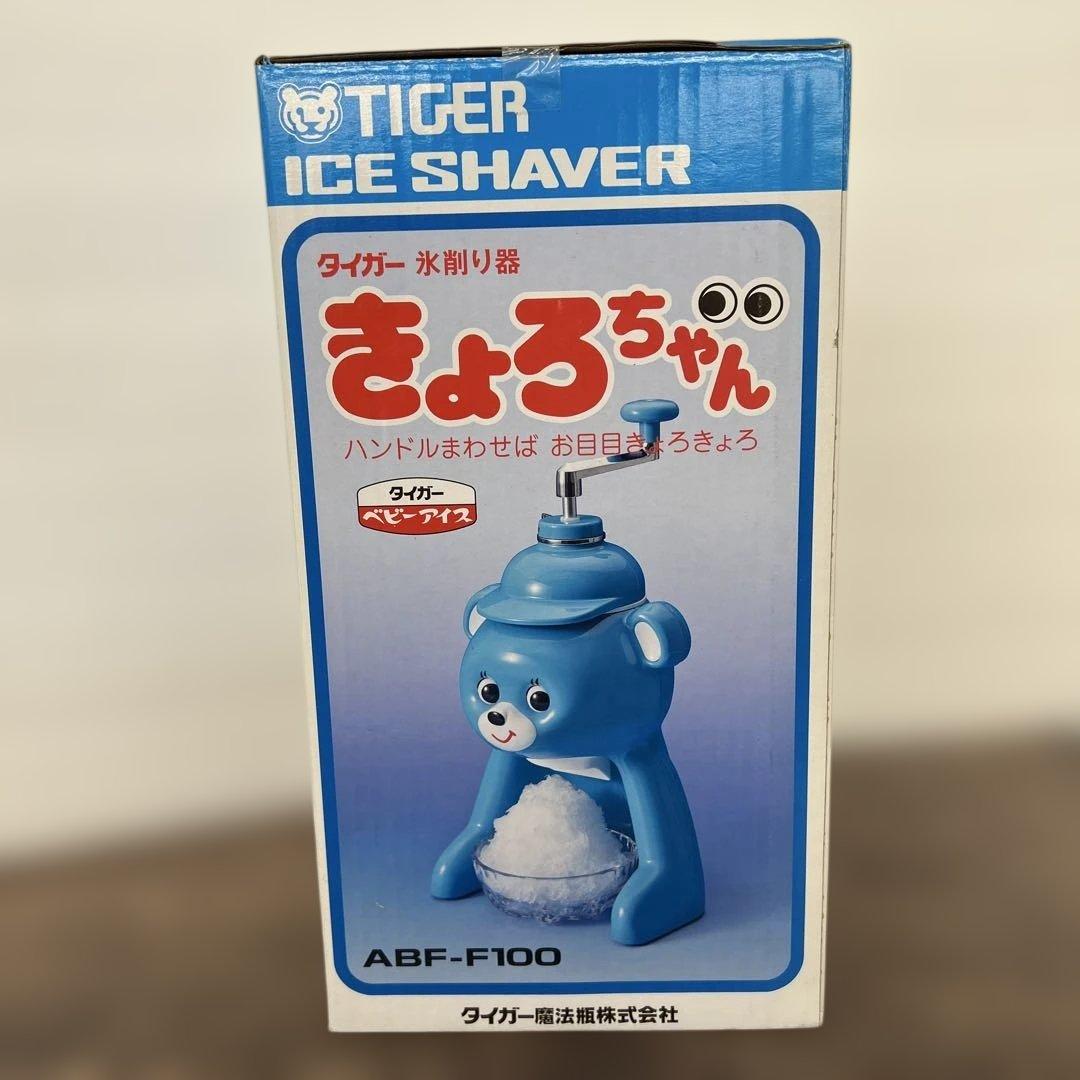 TIGER
ICE SHAVER
タイガー 氷削り器
きょろちゃん
ハンドルまわせば お目目きょろきょろ
タイガー
ベビーアイス
ABF-F100
タイガー魔法瓶株式会社